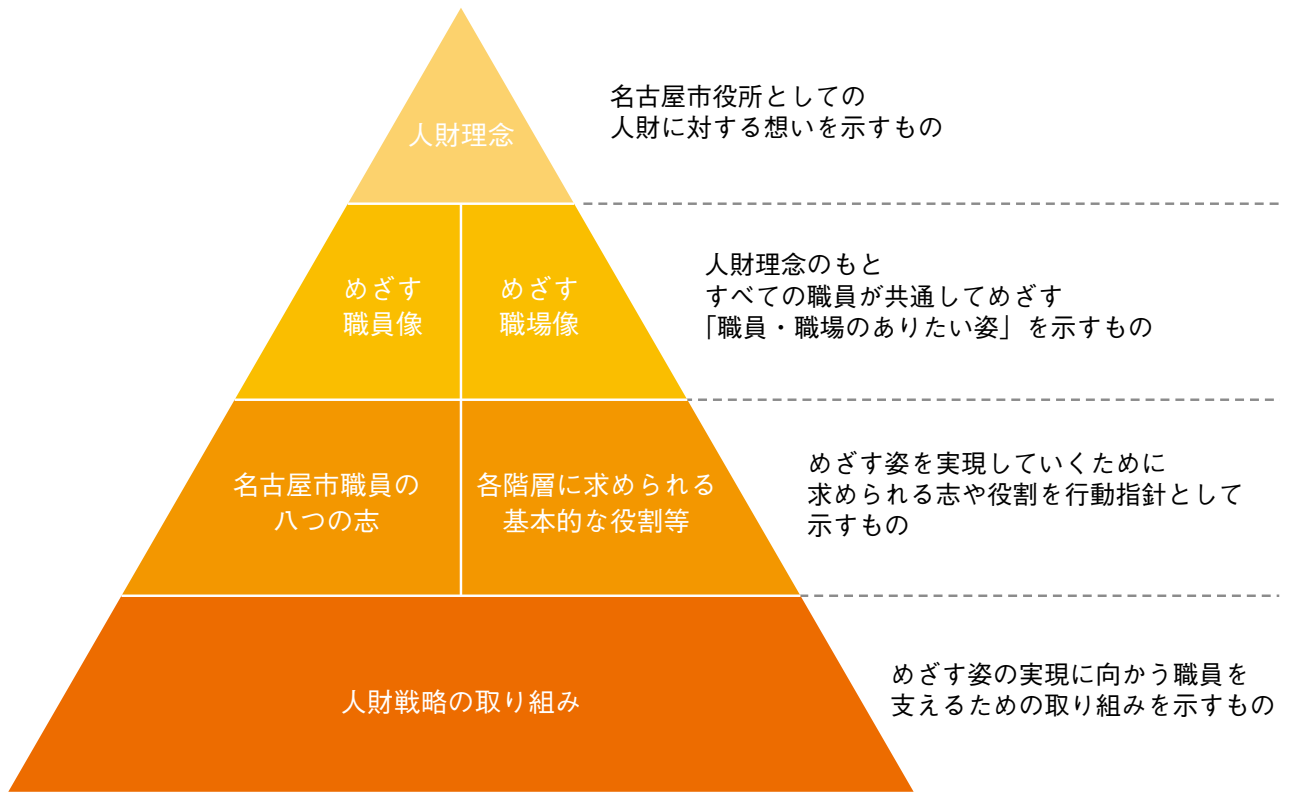 人財理念
名古屋市役所としての
人財に対する想いを示すもの
めざす
職員像
めざす
職場像
人財理念のもと
すべての職員が共通してめざす
「職員・職場のありたい姿」を示すもの
名古屋市職員の
八つの志
各階層に求められる
基本的な役割等
めざす姿を実現していくために
求められる志や役割を行動指針として
示すもの
人財戦略の取り組み
めざす姿の実現に向かう職員を
支えるための取り組みを示すもの